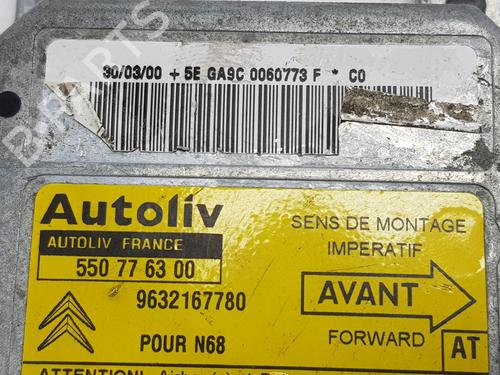 30/03/00 + 5E GA9C 0060773 F * C0
Autoliv
AUTOLIV FRANCE
550 77 63 00
9632167780
POUR N68
SENS DE MONTAGE
IMPERATIF
AVANT
FORWARD
AT
ATTENTION!